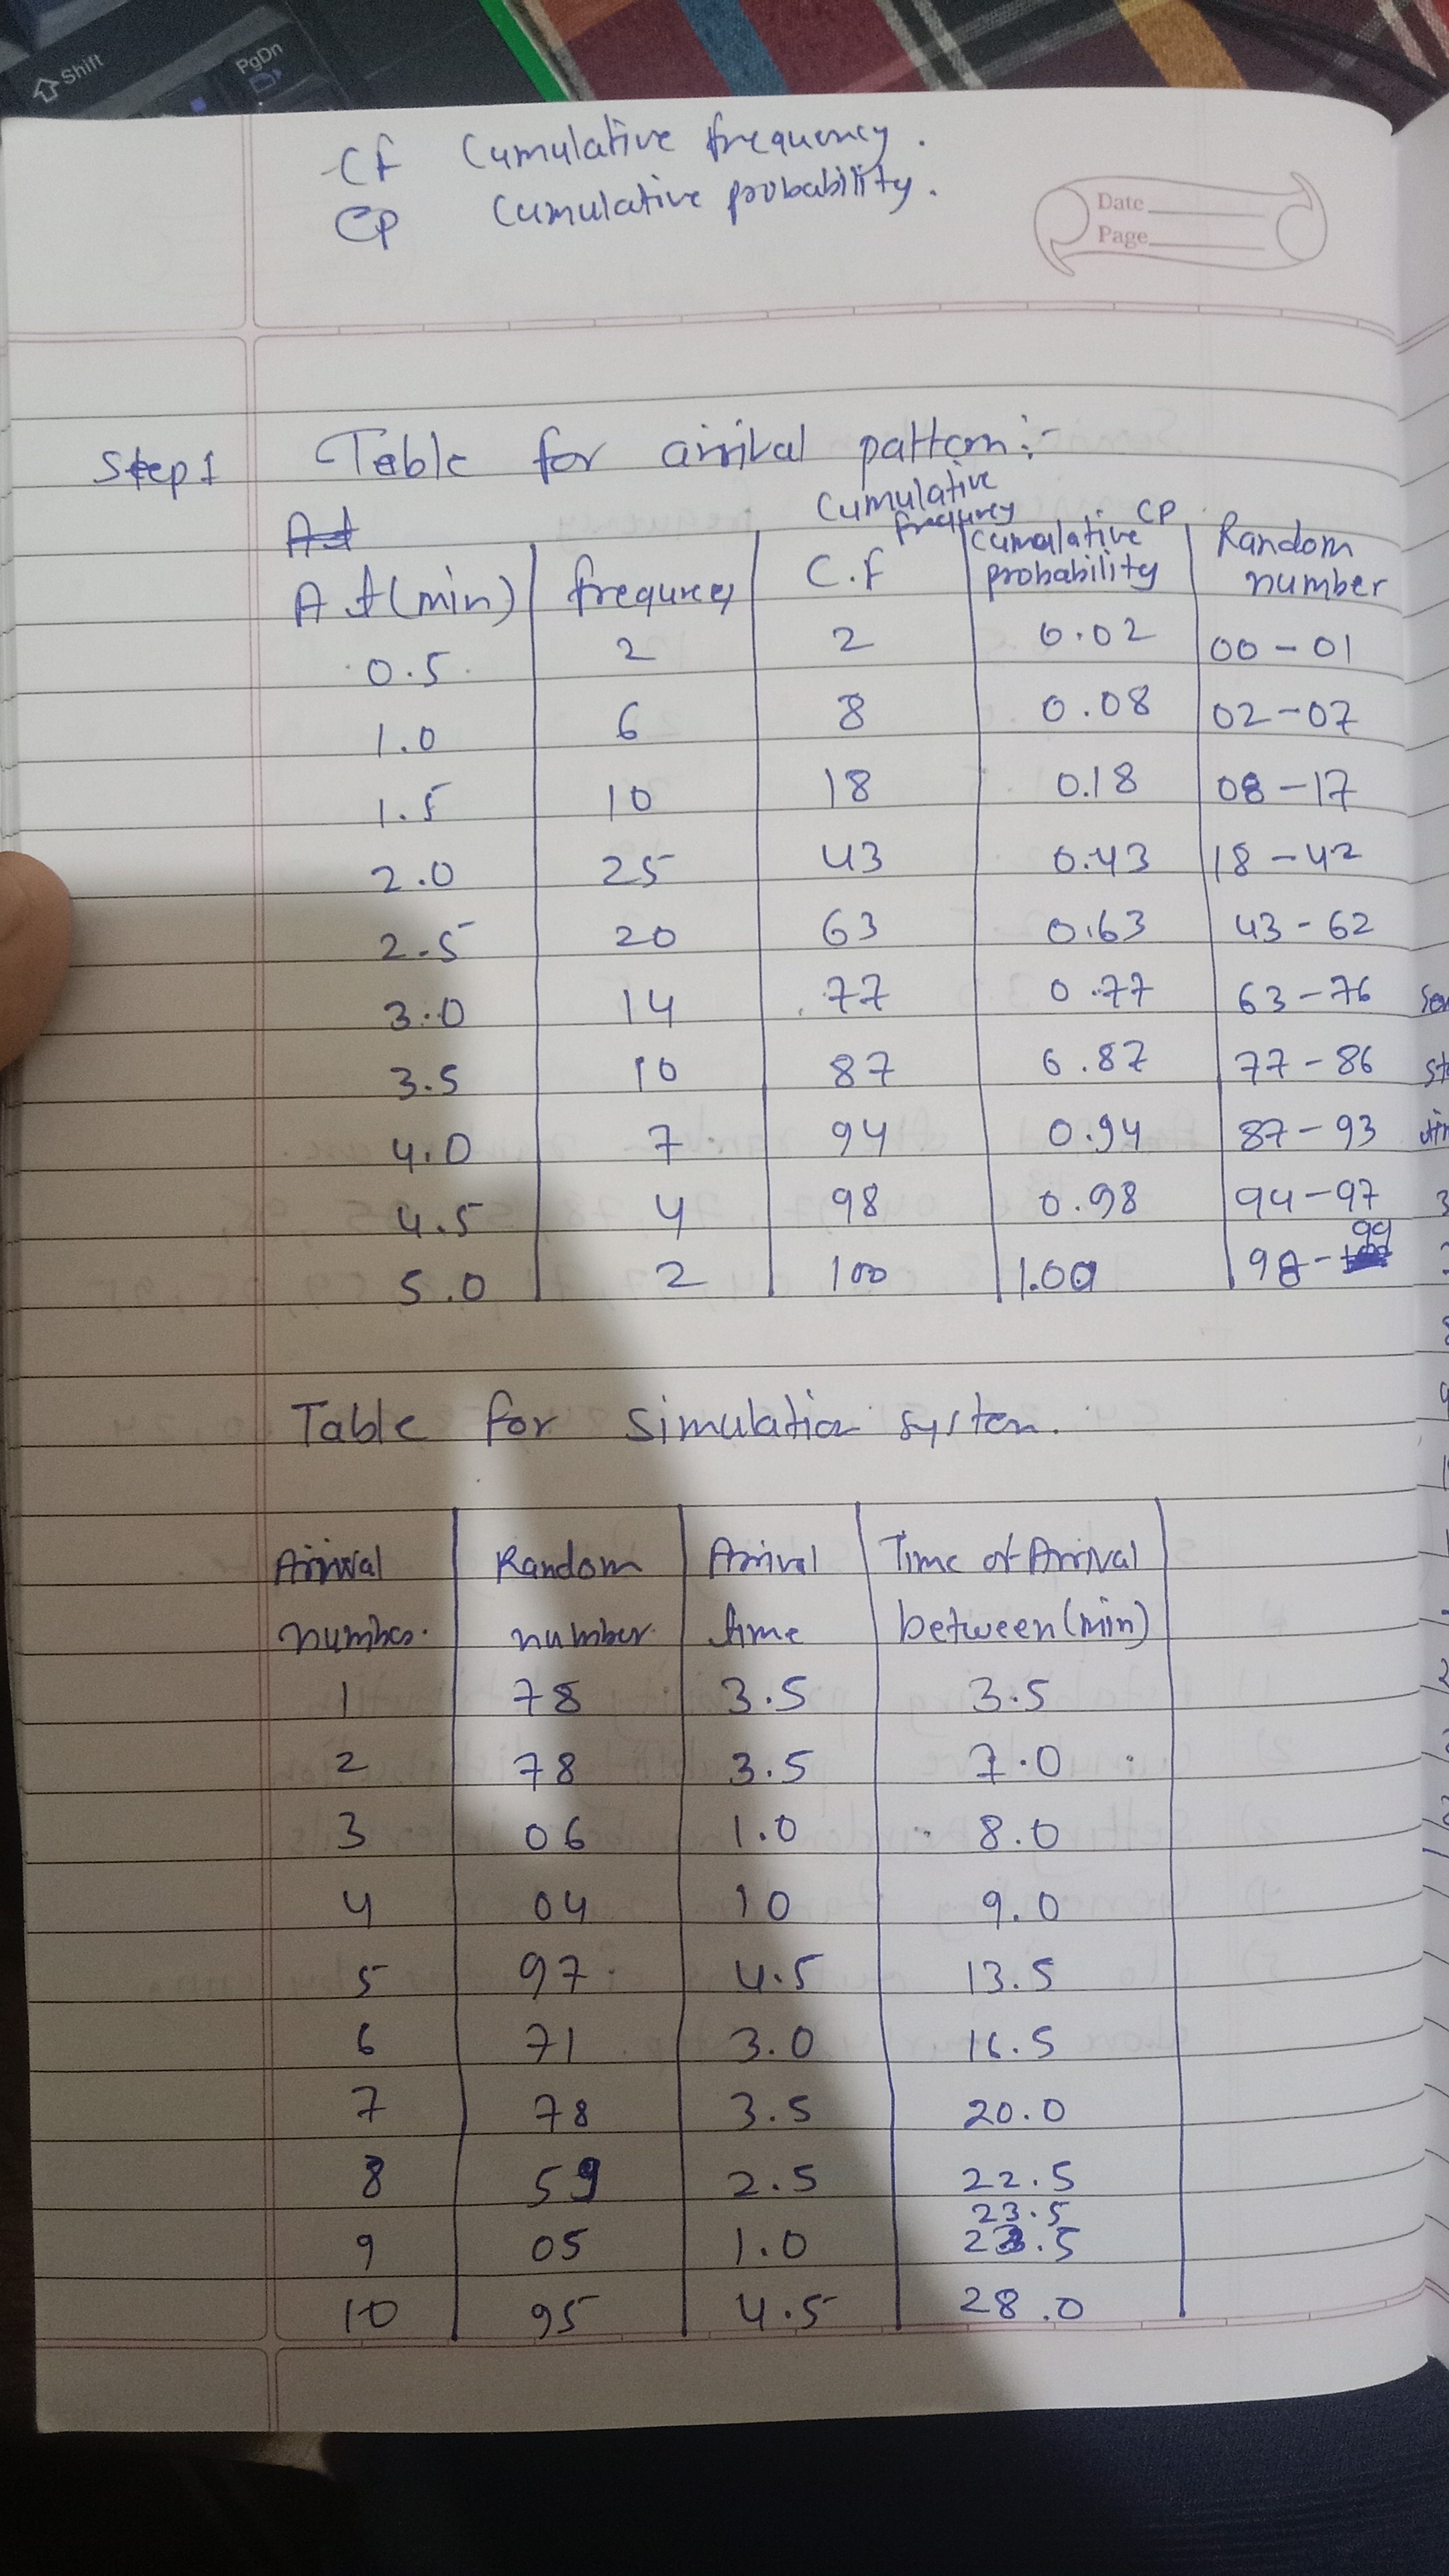 Shift
PgDn
Cf Cumulative frequency.
CP Cumulative probability.
Date
Page
Step 1 Table for arrival pattern:-
Cumulative frequency
At
A.t (min) frequncy C.f cumulative probability CP Random number
0.5 2 2 0.02 00-01
1.0 6 8 0.08 02-07
1.5 10 18 0.18 08-17
2.0 25 43 0.43 18-42
2.5 20 63 0.63 43-62
3.0 14 77 0.77 63-76
3.5 10 87 0.87 77-86
4.0 7 94 0.94 87-93
4.5 4 98 0.98 94-97
5.0 2 100 1.00 98-99
Table for simulation system.
Arrival Random Arrival Time of Arrival
number number time between (min)
1 78 3.5 3.5
2 78 3.5 7.0
3 06 1.0 8.0
4 04 10 9.0
5 97 4.5 13.5
6 71 3.0 16.5
7 78 3.5 20.0
8 59 2.5 22.5
9 05 1.0 23.5
10 95 4.5 28.0